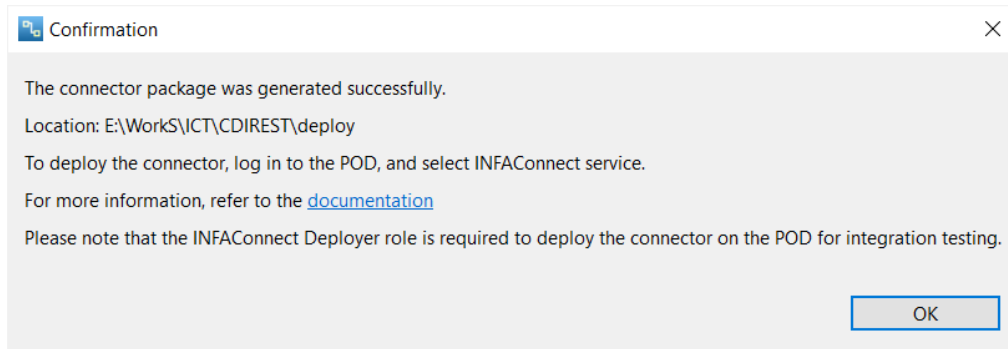 Confirmation
The connector package was generated successfully.
Location: E:\WorkS\ICT\CDIREST\deploy
To deploy the connector, log in to the POD, and select INFAConnect service.
For more information, refer to the documentation
Please note that the INFAConnect Deployer role is required to deploy the connector on the POD for integration testing.
OK